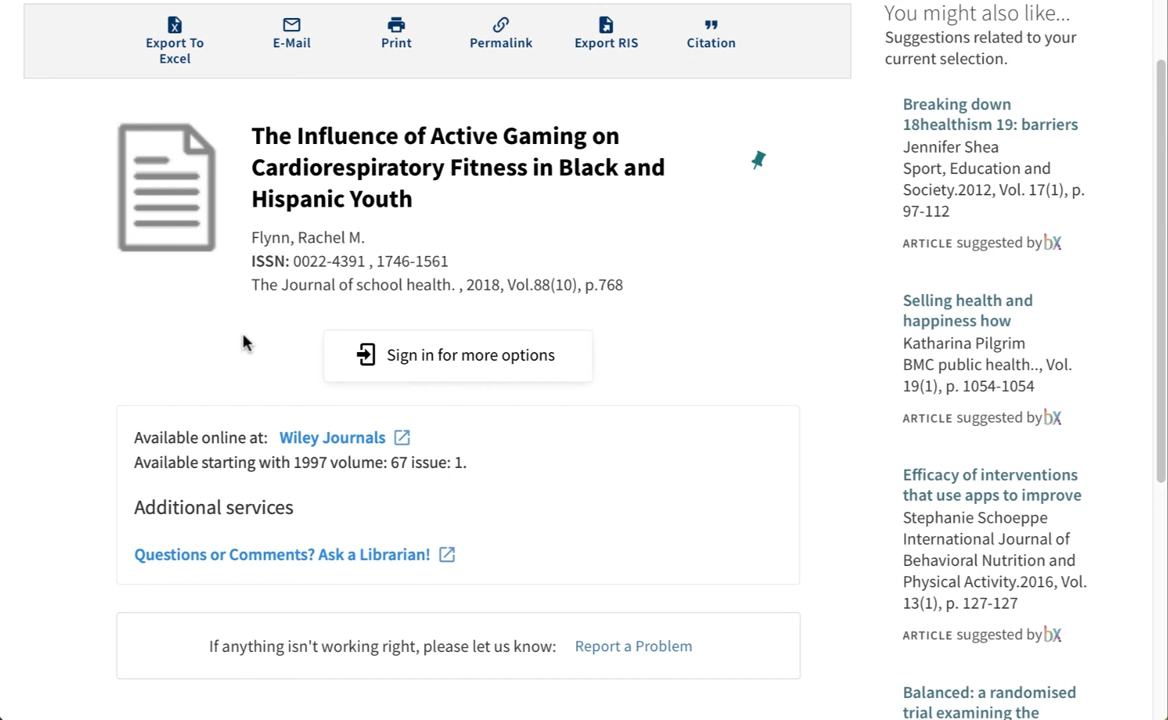 Export To
Excel
E-Mail
Print
Permalink
Export RIS
Citation
The Influence of Active Gaming on
Cardiorespiratory Fitness in Black and
Hispanic Youth
Flynn, Rachel M.
ISSN: 0022-4391 , 1746-1561
The Journal of school health. , 2018, Vol.88(10), p.768
Sign in for more options
Available online at: Wiley Journals
Available starting with 1997 volume: 67 issue: 1.
Additional services
Questions or Comments? Ask a Librarian!
If anything isn't working right, please let us know: Report a Problem
You might also like...
Suggestions related to your
current selection.
Breaking down
18healthism 19: barriers
Jennifer Shea
Sport, Education and
Society.2012, Vol. 17(1), p.
97-112
ARTICLE suggested by bX
Selling health and
happiness how
Katharina Pilgrim
BMC public health.., Vol.
19(1), p. 1054-1054
ARTICLE suggested by bX
Efficacy of interventions
that use apps to improve
Stephanie Schoeppe
International Journal of
Behavioral Nutrition and
Physical Activity.2016, Vol.
13(1), p. 127-127
ARTICLE suggested by bX
Balanced: a randomised
trial examining the